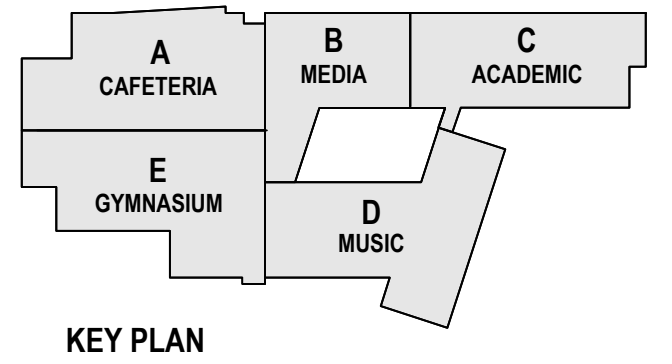 A
CAFETERIA
B
MEDIA
C
ACADEMIC
E
GYMNASIUM
D
MUSIC
KEY PLAN